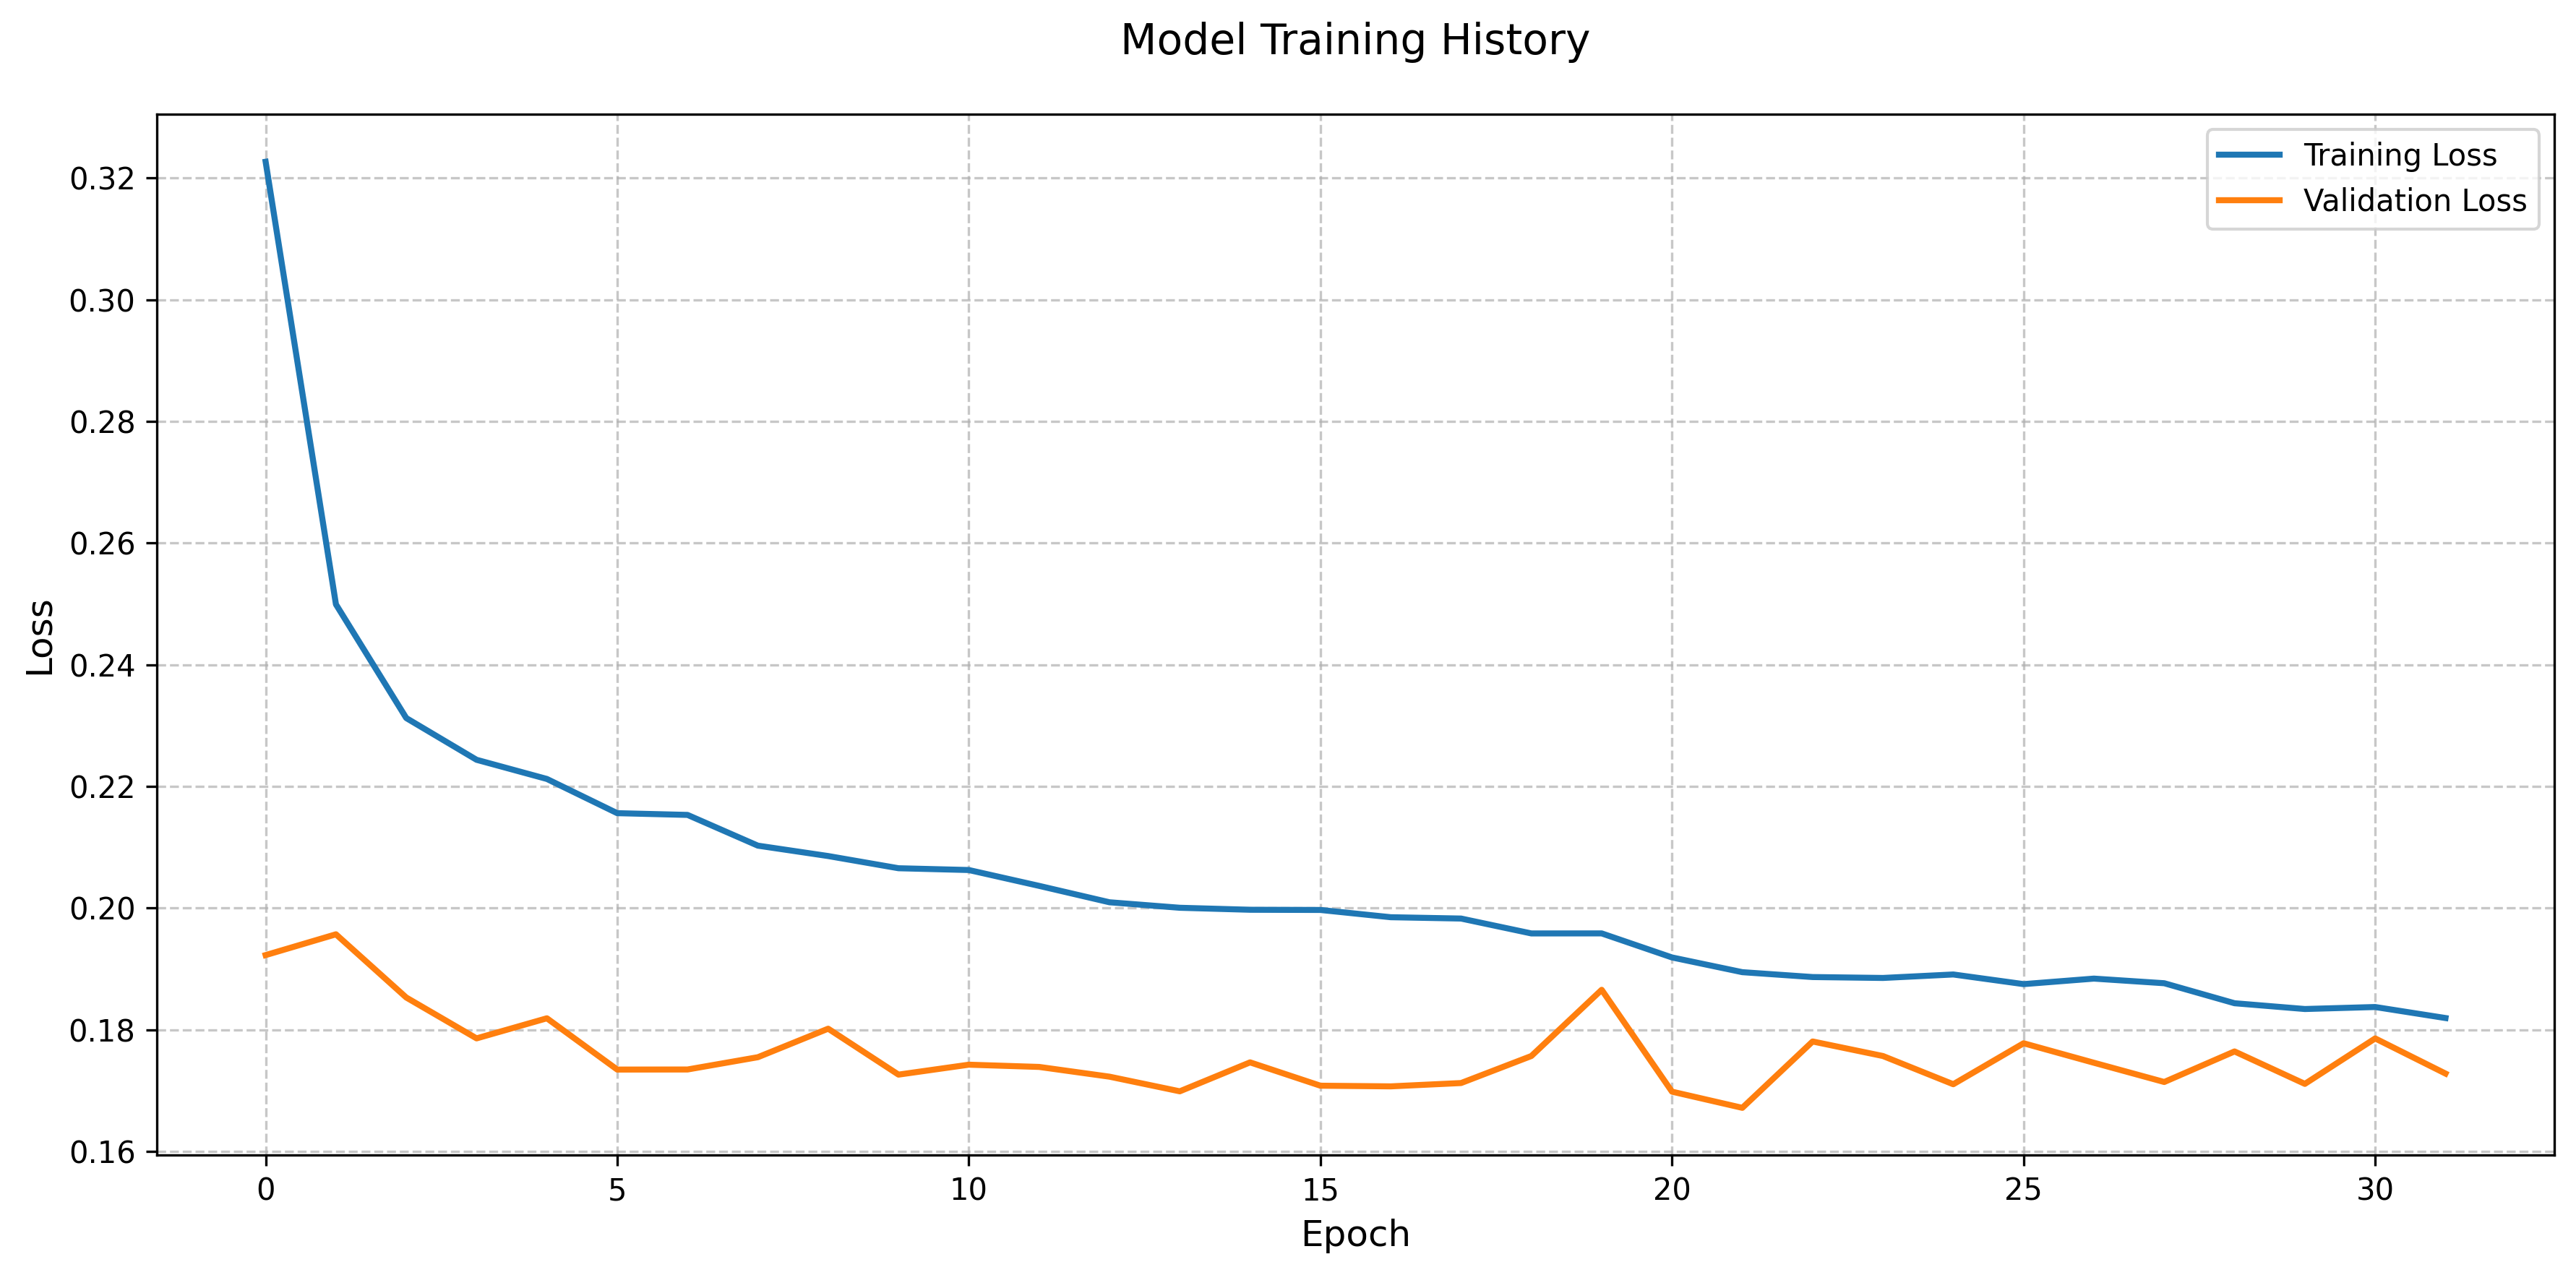 Model Training History
Training Loss
Validation Loss
0.32
0.30
0.28
0.26
0.24
0.22
0.20
0.18
0.16
Loss
0 5 10 15 20 25 30
Epoch